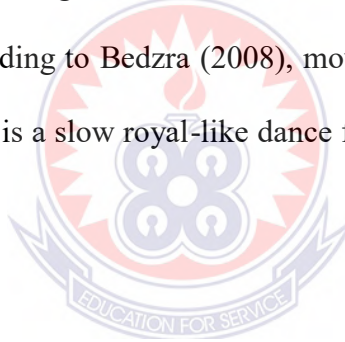 ding to Bedzra (2008), mo
is a slow royal-like dance f
EDUCATION FOR SERVICE